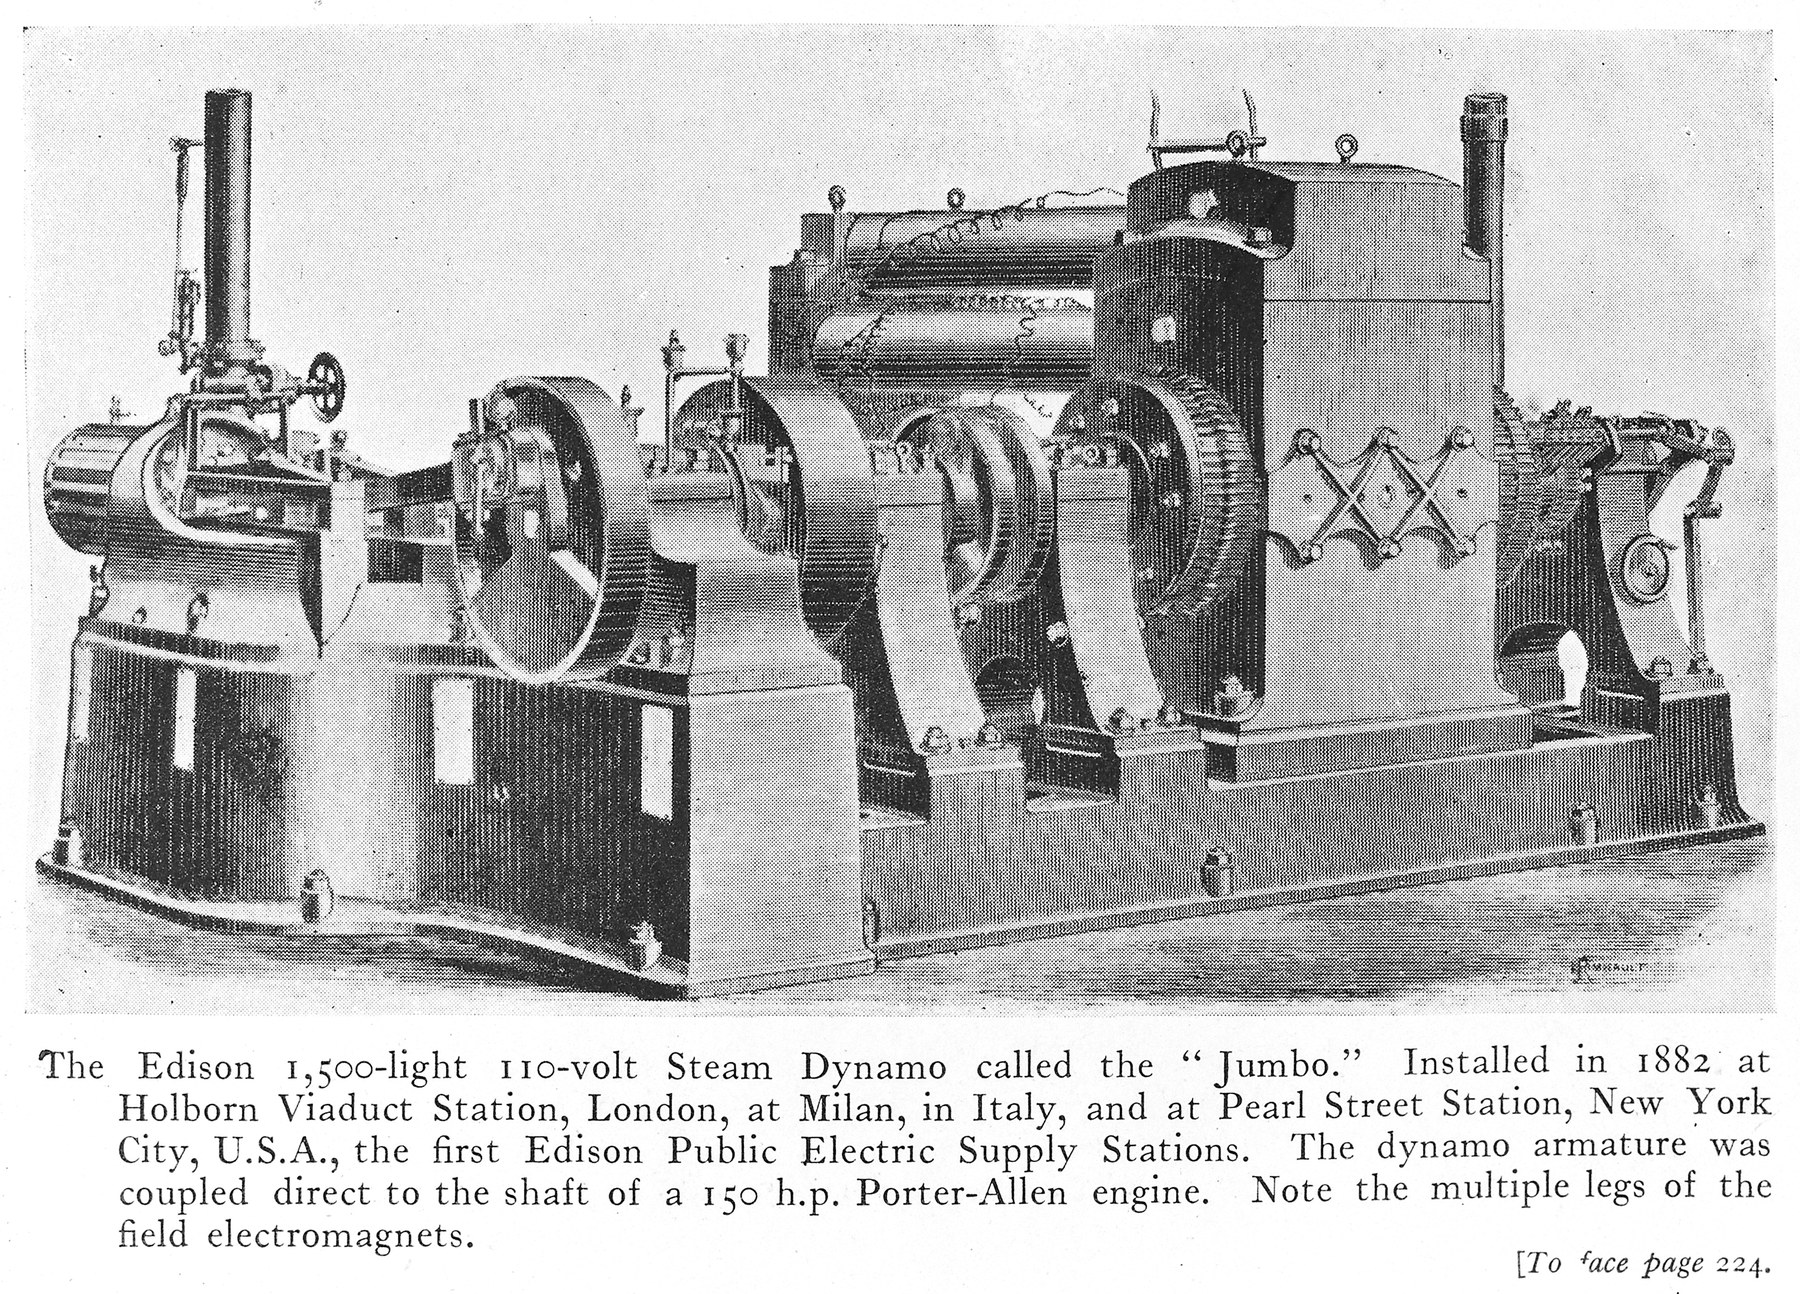 The Edison 1,500-light 110-volt Steam Dynamo called the “Jumbo.” Installed in 1882 at
Holborn Viaduct Station, London, at Milan, in Italy, and at Pearl Street Station, New York
City, U.S.A., the first Edison Public Electric Supply Stations. The dynamo armature was
coupled direct to the shaft of a 150 h.p. Porter-Allen engine. Note the multiple legs of the
field electromagnets.
[To face page 224.